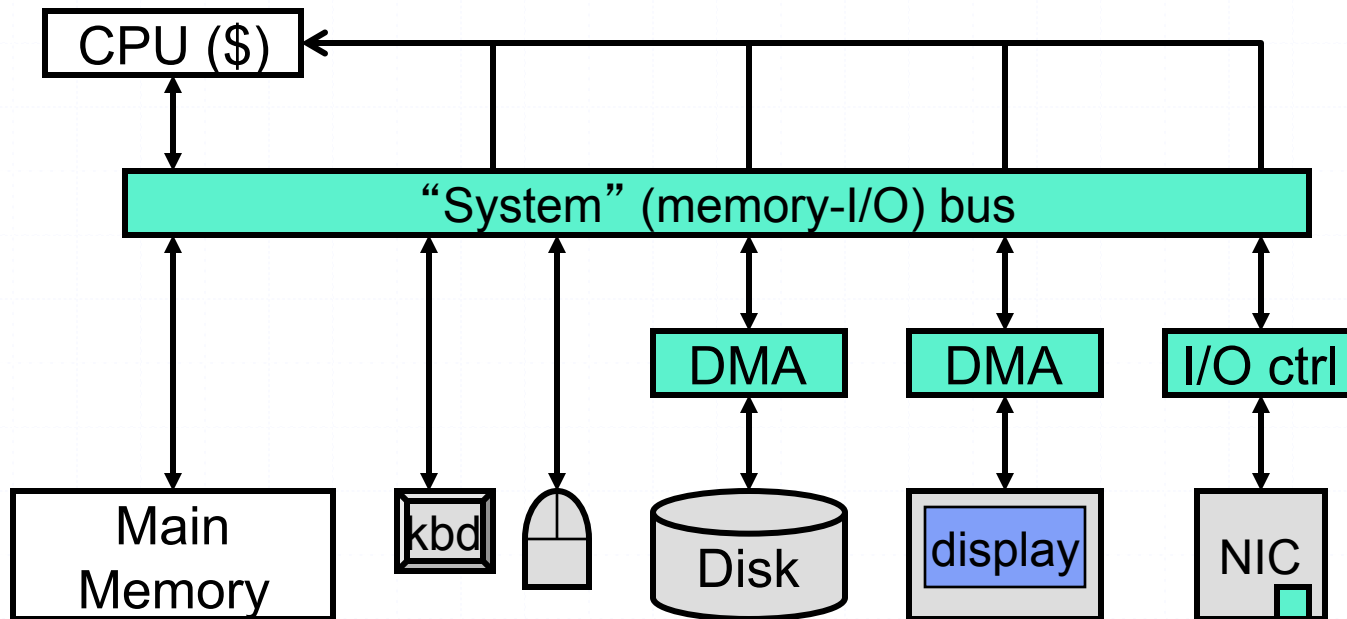 CPU ($)
“System” (memory-I/O) bus
DMA
DMA
I/O ctrl
Main
Memory
kbd
Disk
display
NIC